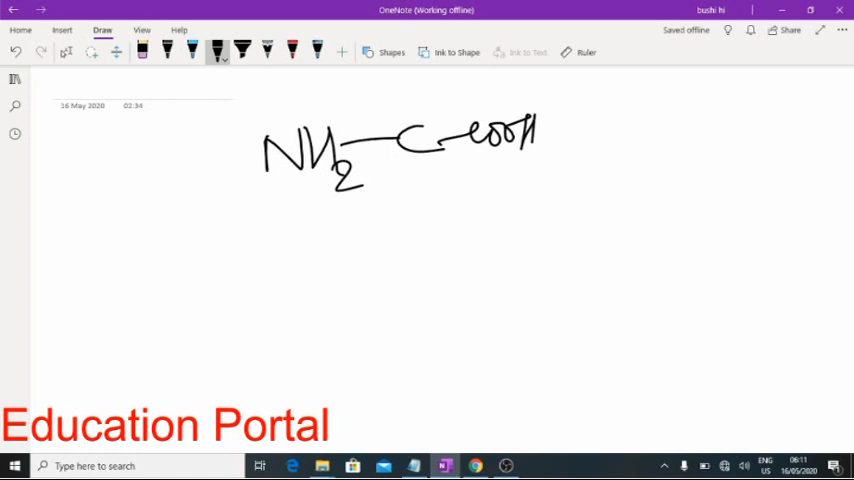 OneNote (Working offline)
bushi hi
Home Insert Draw View Help
Saved offline
Share
Shapes
Ink to Shape
Ink to Text
Ruler
16 May 2020 02:34
NH2-C-COOH
Education Portal
Type here to search
ENG
US
06:11
16/05/2020